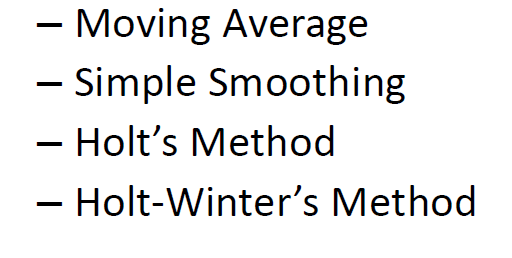 – Moving Average
– Simple Smoothing
– Holt’s Method
– Holt-Winter’s Method